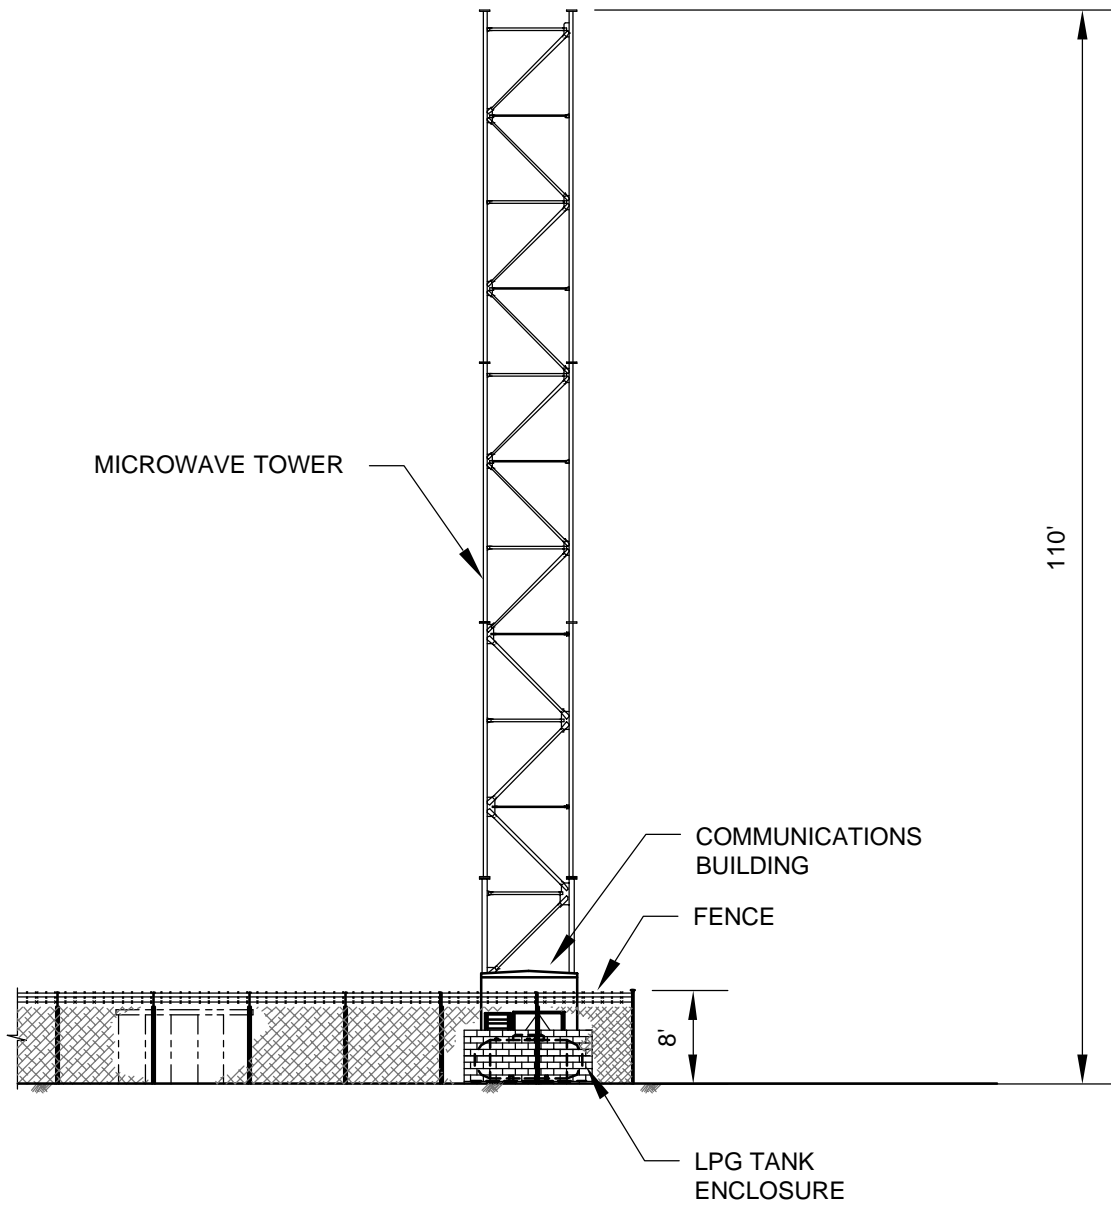 MICROWAVE TOWER
110'
COMMUNICATIONS
BUILDING
FENCE
8'
LPG TANK
ENCLOSURE